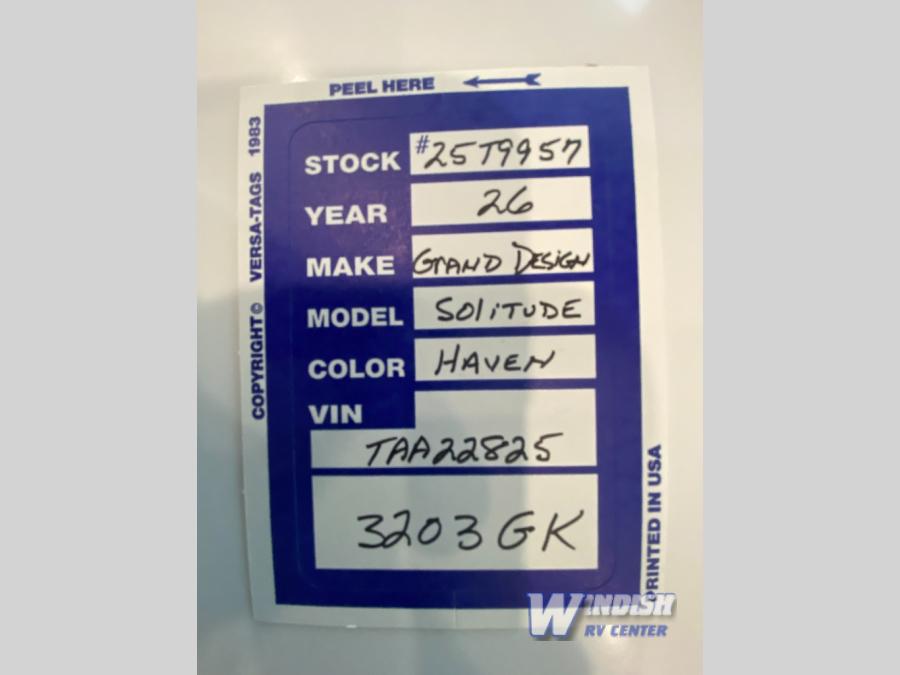 PEEL HERE
COPYRIGHT © VERSA-TAGS 1983
STOCK #25T9957
YEAR 26
MAKE GRAND DESIGN
MODEL SOLiTUDE
COLOR HAVEN
VIN
TAA22825
3203GK
PRINTED IN USA
WINDISH
RV CENTER